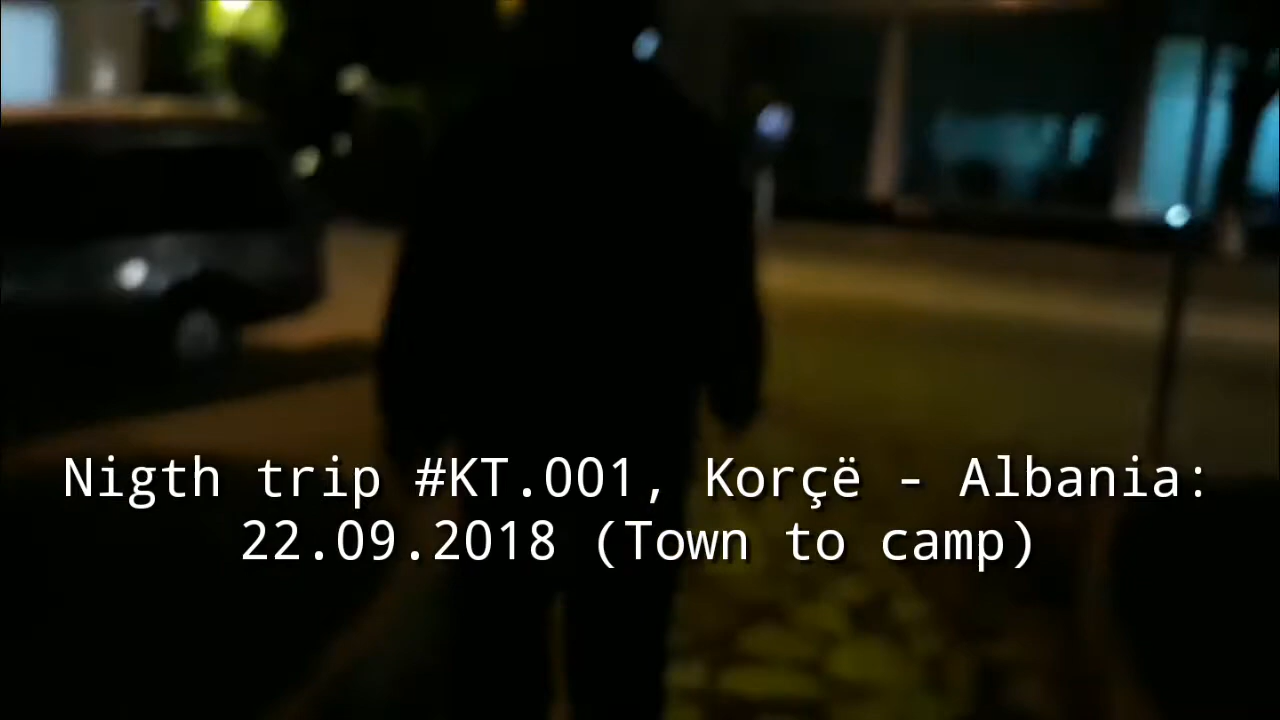 Nigth trip #KT.001, Korçë - Albania:
22.09.2018 (Town to camp)